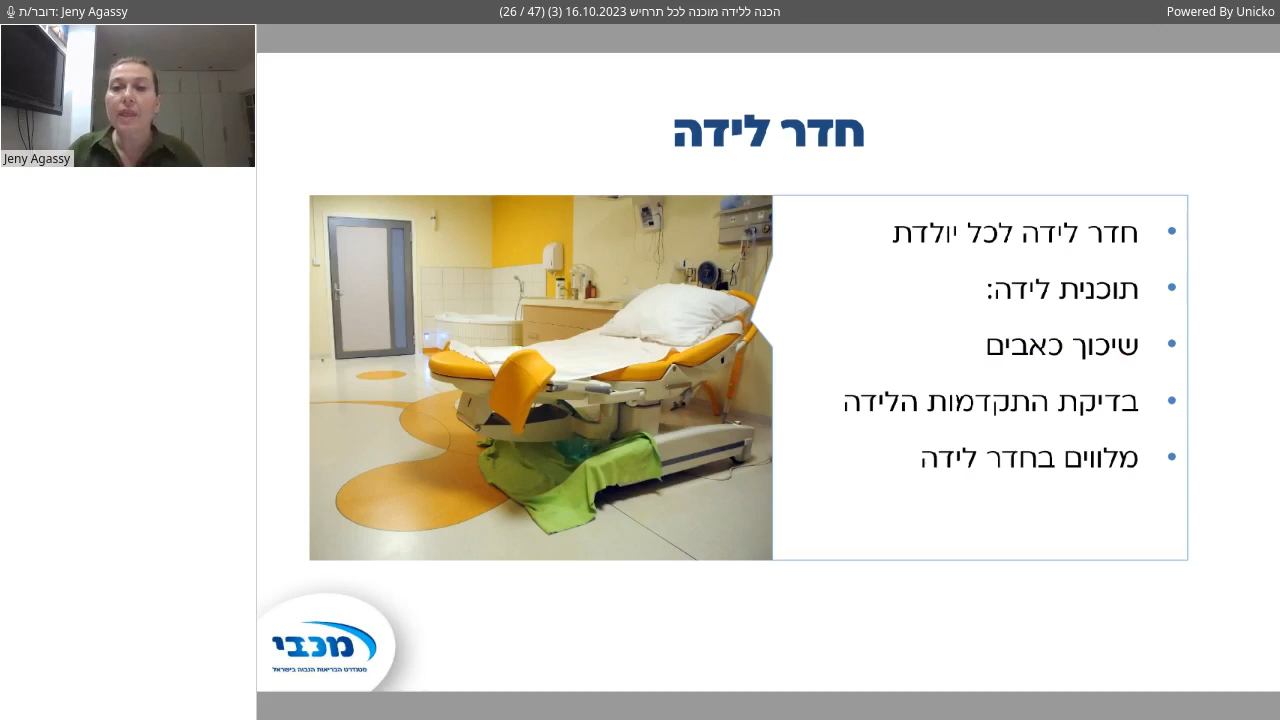 דובר/ת: Jeny Agassy
הכנה ללידה מוכנה לכל תרחיש 16.10.2023 (3) (26 / 47)
Powered By Unicko
Jeny Agassy
חדר לידה
• חדר לידה לכל יולדת
• תוכנית לידה:
• שיכוך כאבים
• בדיקת התקדמות הלידה
• מלווים בחדר לידה
מכבי
סטנדרט הבריאות הגבוה בישראל